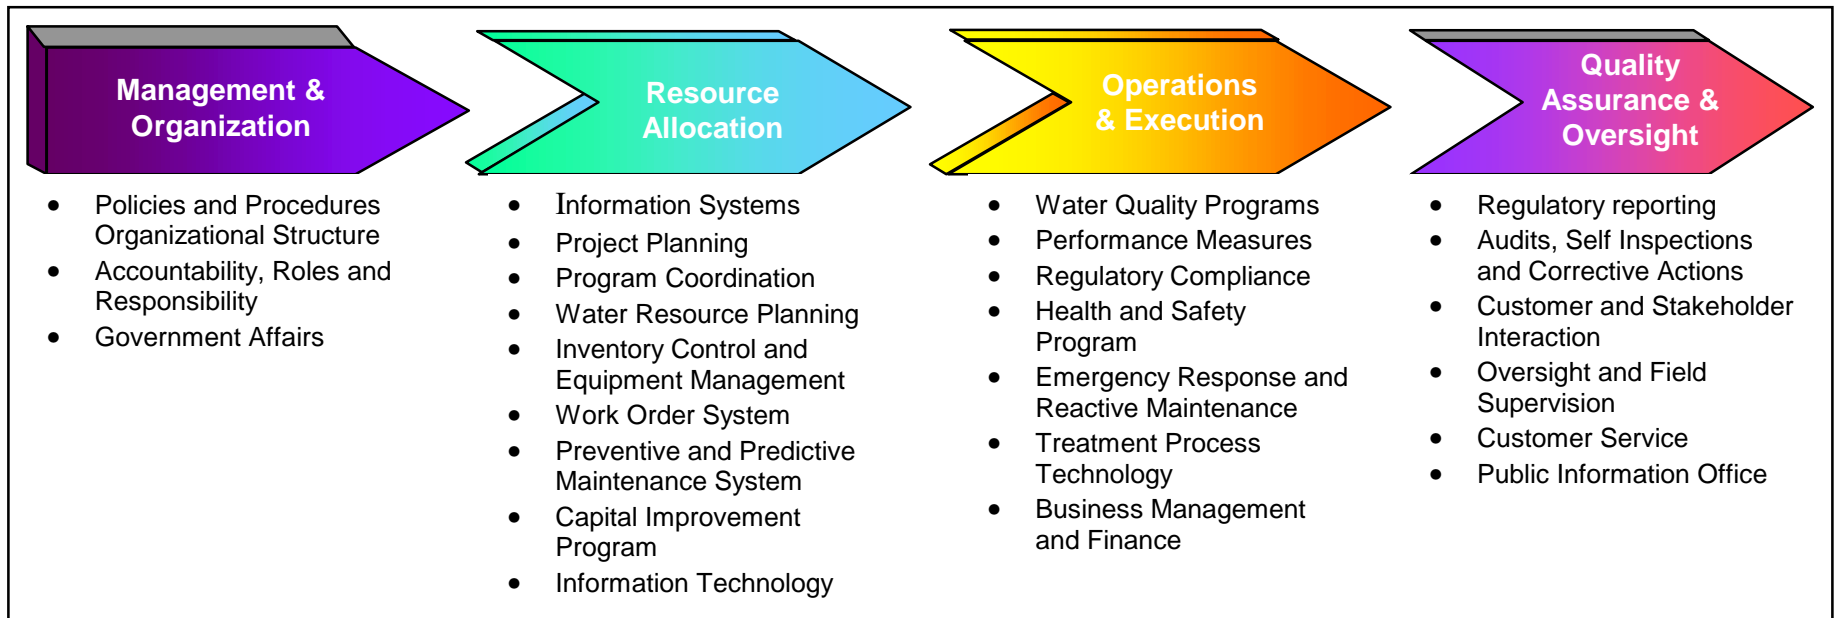 Management &
Organization
• Policies and Procedures
Organizational Structure
• Accountability, Roles and
Responsibility
• Government Affairs
Resource
Allocation
• Information Systems
• Project Planning
• Program Coordination
• Water Resource Planning
• Inventory Control and
Equipment Management
• Work Order System
• Preventive and Predictive
Maintenance System
• Capital Improvement
Program
• Information Technology
Operations
& Execution
• Water Quality Programs
• Performance Measures
• Regulatory Compliance
• Health and Safety
Program
• Emergency Response and
Reactive Maintenance
• Treatment Process
Technology
• Business Management
and Finance
Quality
Assurance &
Oversight
• Regulatory reporting
• Audits, Self Inspections
and Corrective Actions
• Customer and Stakeholder
Interaction
• Oversight and Field
Supervision
• Customer Service
• Public Information Office